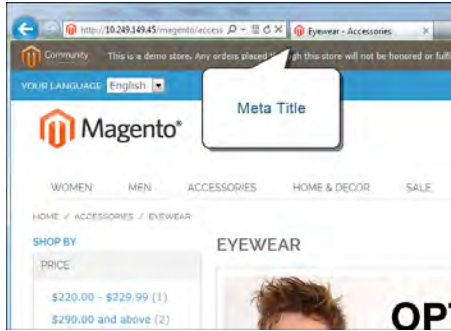 http://10.249.149.45/magento/access
Eyewear - Accessories
Community This is a demo store. Any orders placed through this store will not be honored or fulfi
YOUR LANGUAGE English
Meta Title
Magento®
WOMEN MEN ACCESSORIES HOME & DECOR SALE
HOME / ACCESSORIES / EYEWEAR
SHOP BY
EYEWEAR
PRICE
$220.00 - $229.99 (1)
$290.00 and above (2)
OPT